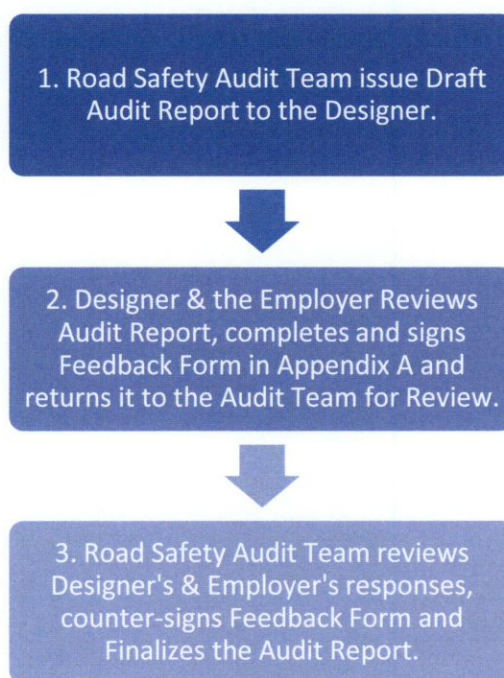 1. Road Safety Audit Team issue Draft
Audit Report to the Designer.
2. Designer & the Employer Reviews
Audit Report, completes and signs
Feedback Form in Appendix A and
returns it to the Audit Team for Review.
3. Road Safety Audit Team reviews
Designer's & Employer's responses,
counter-signs Feedback Form and
Finalizes the Audit Report.